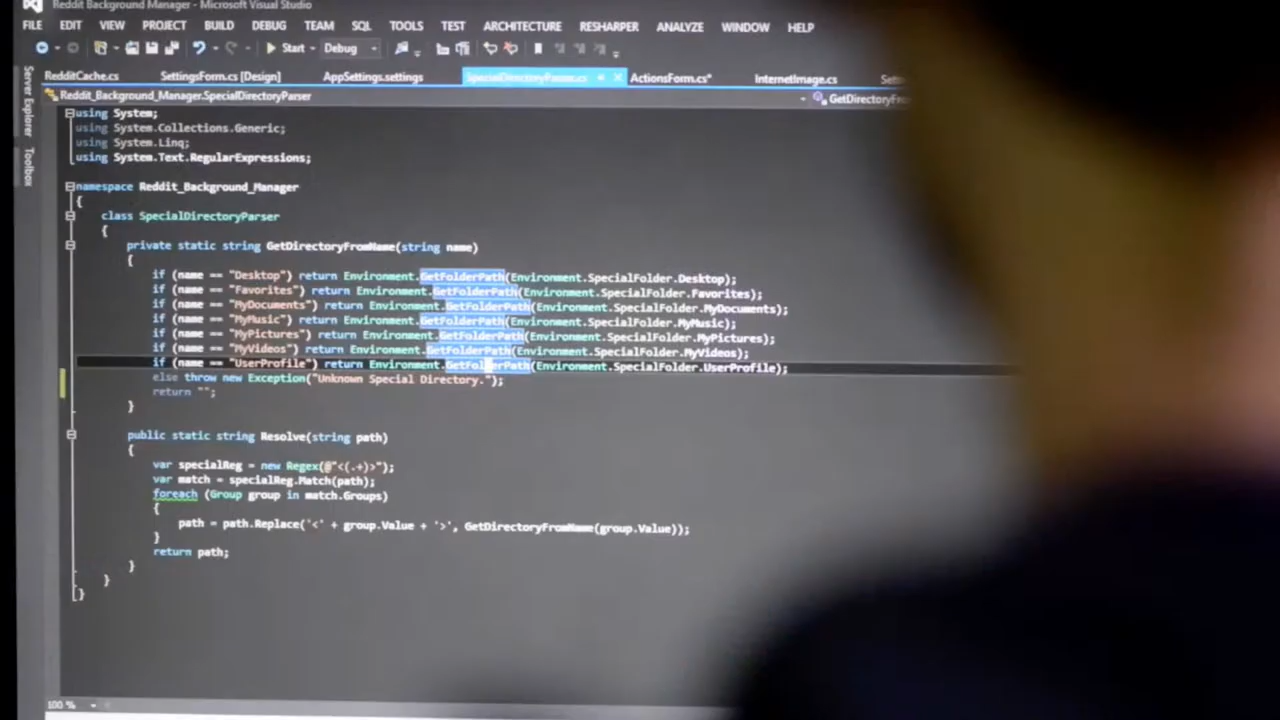 Reddit Background Manager - Microsoft Visual Studio
FILE EDIT VIEW PROJECT BUILD DEBUG TEAM SQL TOOLS TEST ARCHITECTURE RESHARPER ANALYZE WINDOW HELP
Start Debug
RedditCache.cs SettingsForm.cs [Design] AppSettings.settings SpecialDirectoryParser.cs ActionsForm.cs* InternetImage.cs
Server Explorer
Toolbox
Reddit_Background_Manager.SpecialDirectoryParser GetDirectoryFro
using System;
using System.Collections.Generic;
using System.Linq;
using System.Text.RegularExpressions;
namespace Reddit_Background_Manager
{
class SpecialDirectoryParser
{
private static string GetDirectoryFromName(string name)
{
if (name == "Desktop") return Environment.GetFolderPath(Environment.SpecialFolder.Desktop);
if (name == "Favorites") return Environment.GetFolderPath(Environment.SpecialFolder.Favorites);
if (name == "MyDocuments") return Environment.GetFolderPath(Environment.SpecialFolder.MyDocuments);
if (name == "MyMusic") return Environment.GetFolderPath(Environment.SpecialFolder.MyMusic);
if (name == "MyPictures") return Environment.GetFolderPath(Environment.SpecialFolder.MyPictures);
if (name == "MyVideos") return Environment.GetFolderPath(Environment.SpecialFolder.MyVideos);
if (name == "UserProfile") return Environment.GetFolderPath(Environment.SpecialFolder.UserProfile);
else throw new Exception("Unknown Special Directory.");
return "";
}
public static string Resolve(string path)
{
var specialReg = new Regex(@"<(.+)>");
var match = specialReg.Match(path);
foreach (Group group in match.Groups)
{
path = path.Replace('<' + group.Value + '>', GetDirectoryFromName(group.Value));
}
return path;
}
}
}
100 %